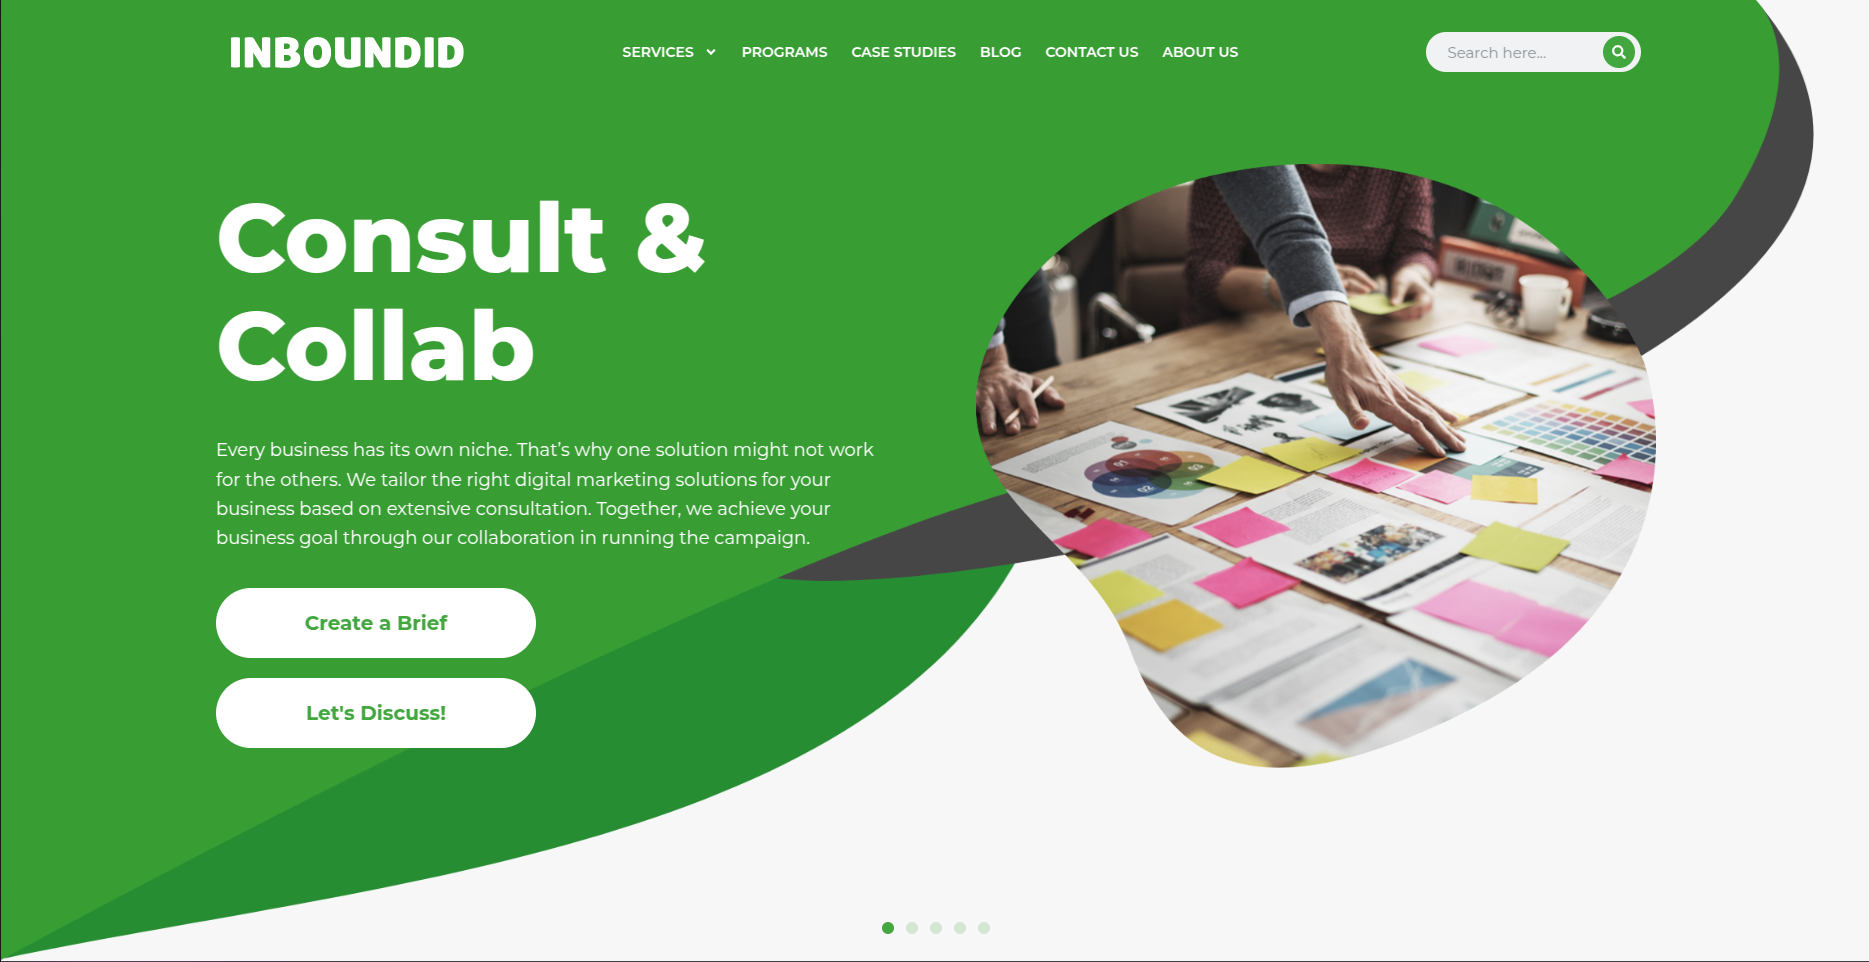 INBOUNDID
SERVICES
PROGRAMS
CASE STUDIES
BLOG
CONTACT US
ABOUT US
Search here...
Consult &
Collab
Every business has its own niche. That's why one solution might not work
for the others. We tailor the right digital marketing solutions for your
business based on extensive consultation. Together, we achieve your
business goal through our collaboration in running the campaign.
Create a Brief
Let's Discuss!